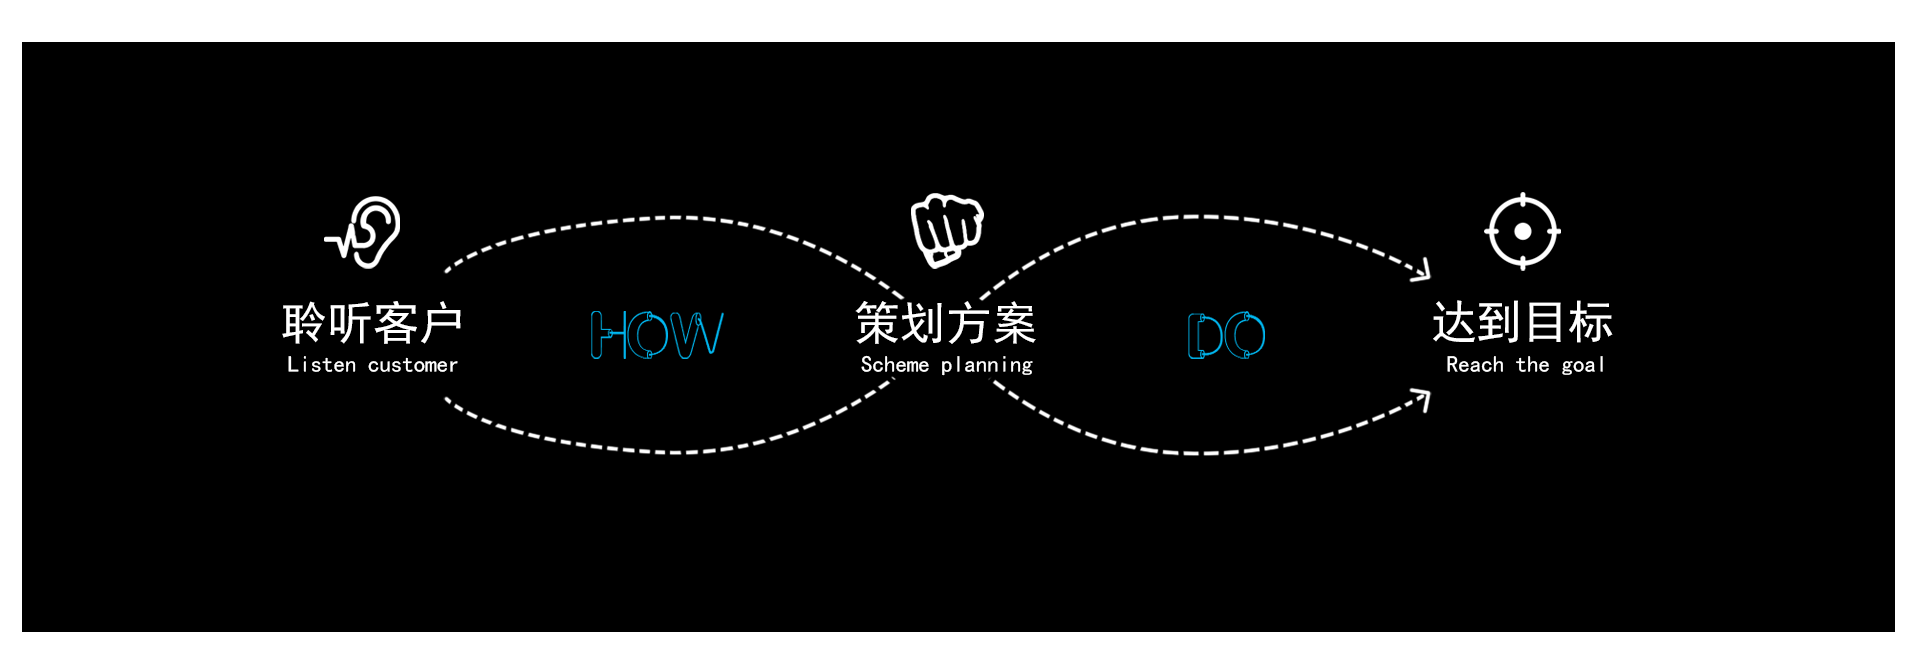 聆听客户
Listen customer
HOW
策划方案
Scheme planning
DO
达到目标
Reach the goal